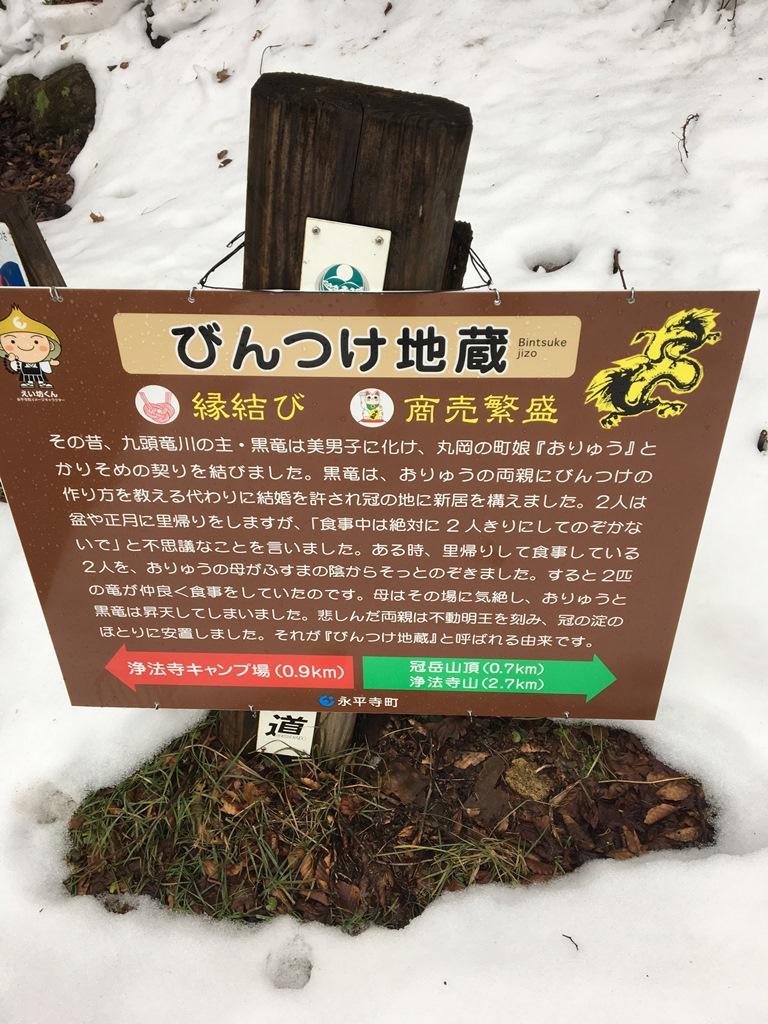 びんつけ地蔵
Bintsuke
jizo
えい坊くん
縁結び
商売繁盛
その昔、九頭竜川の主・黒竜は美男子に化け、丸岡の町娘『おりゅう』と
かりそめの契りを結びました。黒竜は、おりゅうの両親にびんつけの
作り方を教える代わりに結婚を許され冠の地に新居を構えました。2人は
盆や正月に里帰りをしますが、「食事中は絶対に2人きりにしてのぞかな
いで」と不思議なことを言いました。ある時、里帰りして食事している
2人を、おりゅうの母がふすまの陰からそっとのぞきました。すると2匹
の竜が仲良く食事をしていたのです。母はその場に気絶し、おりゅうと
黒竜は昇天してしまいました。悲しんだ両親は不動明王を刻み、冠の淀の
ほとりに安置しました。それが『びんつけ地蔵』と呼ばれる由来です。
浄法寺キャンプ場(0.9km)
冠岳山頂(0.7km)
浄法寺山(2.7km)
永平寺町
道